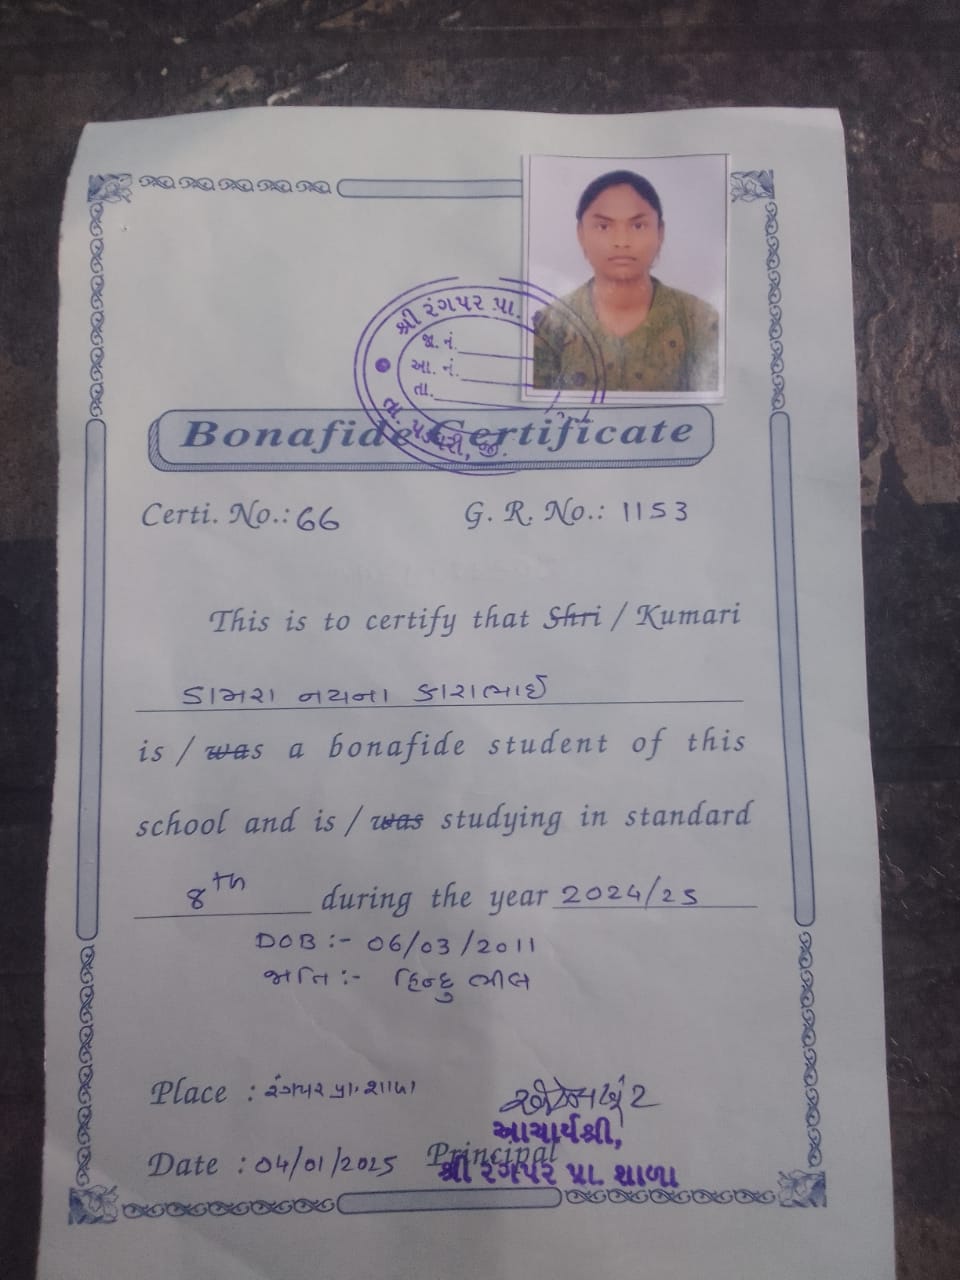 શ્રી રંગપર પ્રા.
જા. નં.
આ. નં.
તા.
તા. પડધરી, જી.
Bonafide Certificate
Certi. No.: 66 G. R. No.: 1153
This is to certify that Shri / Kumari
ડામરા નયના કારાભાઈ
is / was a bonafide student of this
school and is / was studying in standard
8th during the year 2024/25
DOB :- 06/03/2011
જાતિ :- હિન્દુ ભીલ
Place : રંગપર પ્રા. શાળા
આચાર્યશ્રી,
Date : 04/01/2025 Principal
શ્રી રંગપર પ્રા. શાળા